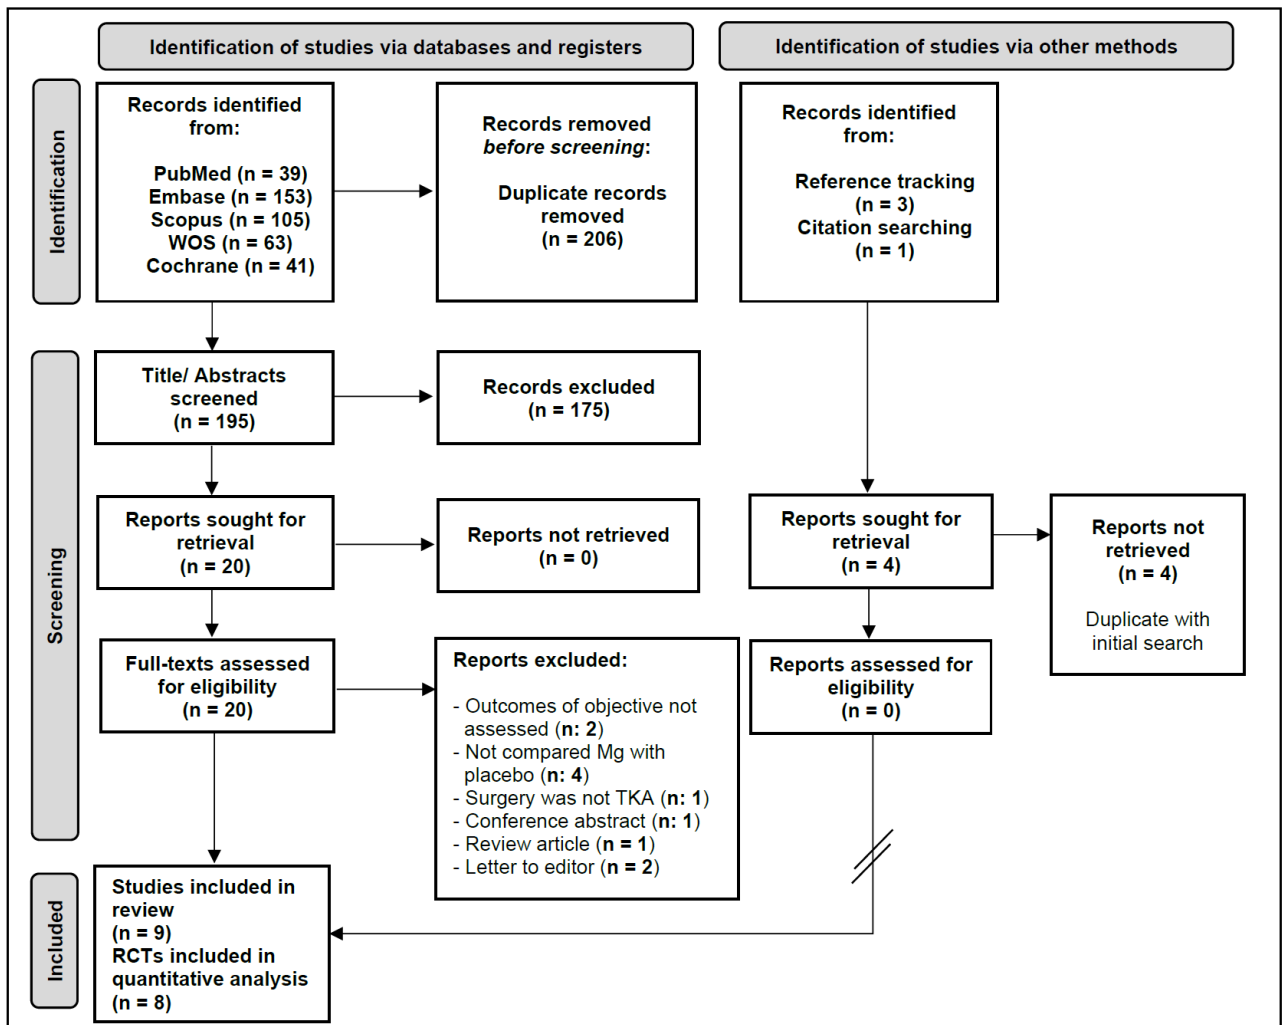 Identification of studies via databases and registers
Identification of studies via other methods
Identification
Records identified
from:
PubMed (n = 39)
Embase (n = 153)
Scopus (n = 105)
WOS (n = 63)
Cochrane (n = 41)
Records removed
before screening:
Duplicate records
removed
(n = 206)
Records identified
from:
Reference tracking
(n = 3)
Citation searching
(n = 1)
Screening
Title/ Abstracts
screened
(n = 195)
Records excluded
(n = 175)
Reports sought for
retrieval
(n = 20)
Reports not retrieved
(n = 0)
Reports sought for
retrieval
(n = 4)
Reports not
retrieved
(n = 4)
Duplicate with
initial search
Full-texts assessed
for eligibility
(n = 20)
Reports excluded:
- Outcomes of objective not
assessed (n: 2)
- Not compared Mg with
placebo (n: 4)
- Surgery was not TKA (n: 1)
- Conference abstract (n: 1)
- Review article (n = 1)
- Letter to editor (n = 2)
Reports assessed for
eligibility
(n = 0)
Included
Studies included in
review
(n = 9)
RCTs included in
quantitative analysis
(n = 8)